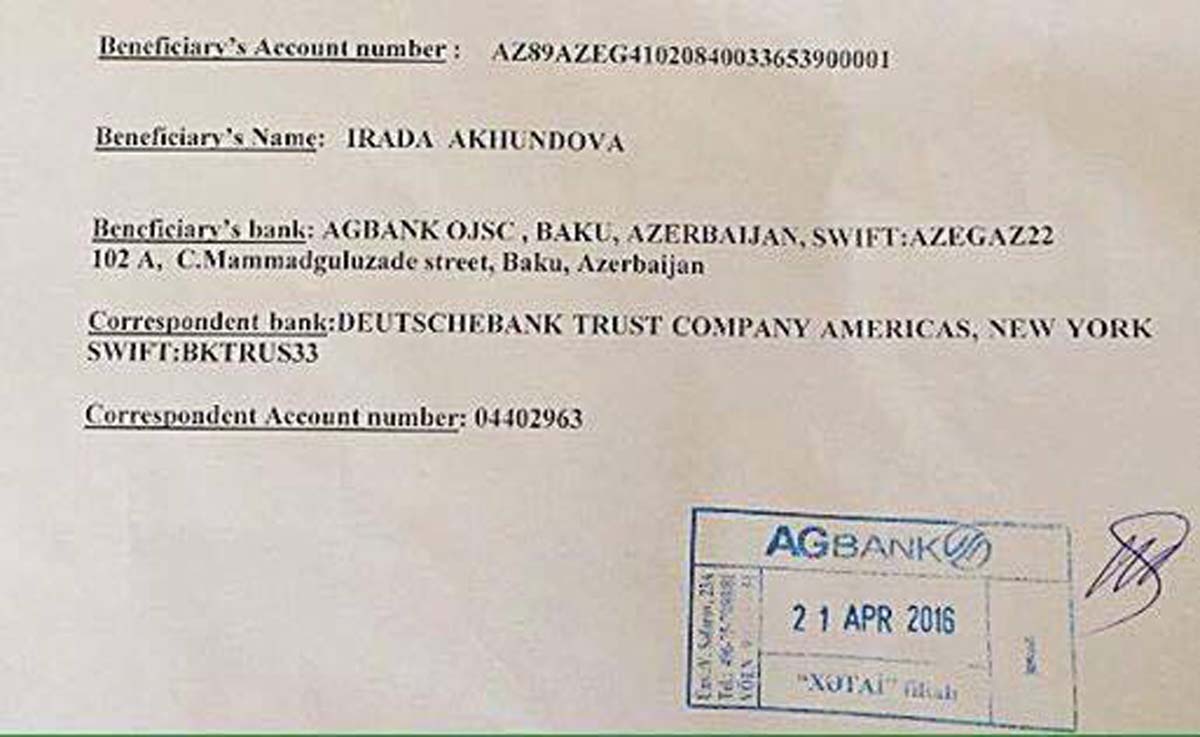 Beneficiary's Account number : AZ89AZEG41020840033653900001
Beneficiary's Name: IRADA AKHUNDOVA
Beneficiary's bank: AGBANK OJSC , BAKU, AZERBAIJAN, SWIFT:AZEGAZ22
102 A, C.Mammadguluzade street, Baku, Azerbaijan
Correspondent bank:DEUTSCHEBANK TRUST COMPANY AMERICAS, NEW YORK
SWIFT:BKTRUS33
Correspondent Account number: 04402963
AGBANK
21 APR 2016
"XƏTAİ" filialı